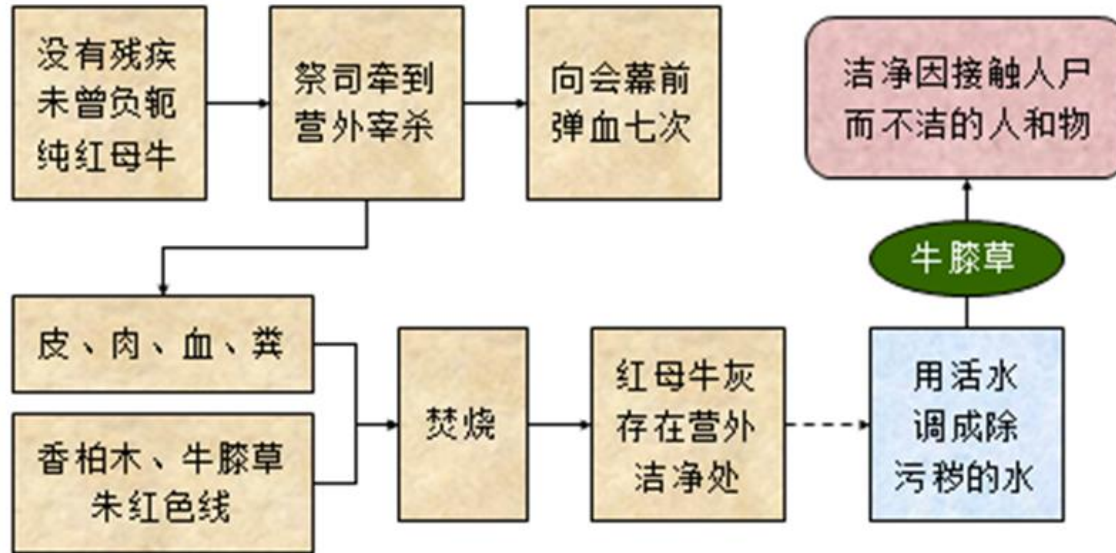 没有残疾
未曾负轭
纯红母牛
祭司牵到
营外宰杀
向会幕前
弹血七次
洁净因接触人尸
而不洁的人和物
牛膝草
皮、肉、血、粪
香柏木、牛膝草
朱红色线
焚烧
红母牛灰
存在营外
洁净处
用活水
调成除
污秽的水